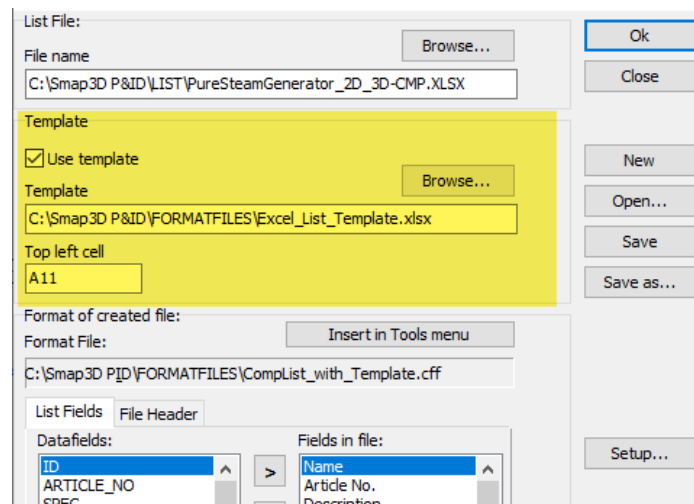 List File:
File name
Browse...
C:\Smap3D P&ID\LIST\PureSteamGenerator_2D_3D-CMP.XLSX
Ok
Close
Template
Use template
Template
Browse...
C:\Smap3D P&ID\FORMATFILES\Excel_List_Template.xlsx
Top left cell
A11
New
Open...
Save
Save as...
Format of created file:
Format File:
Insert in Tools menu
C:\Smap3D PID\FORMATFILES\CompList_with_Template.cff
List Fields
File Header
Datafields:
Fields in file:
ID
ARTICLE_NO
SPEC
>
Name
Article No.
Description
Setup...